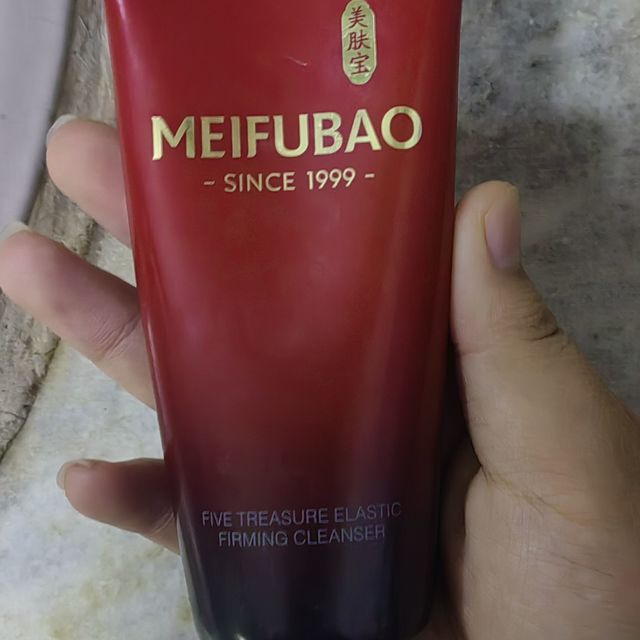 美肤宝
MEIFUBAO
- SINCE 1999 -
FIVE TREASURE ELASTIC
FIRMING CLEANSER